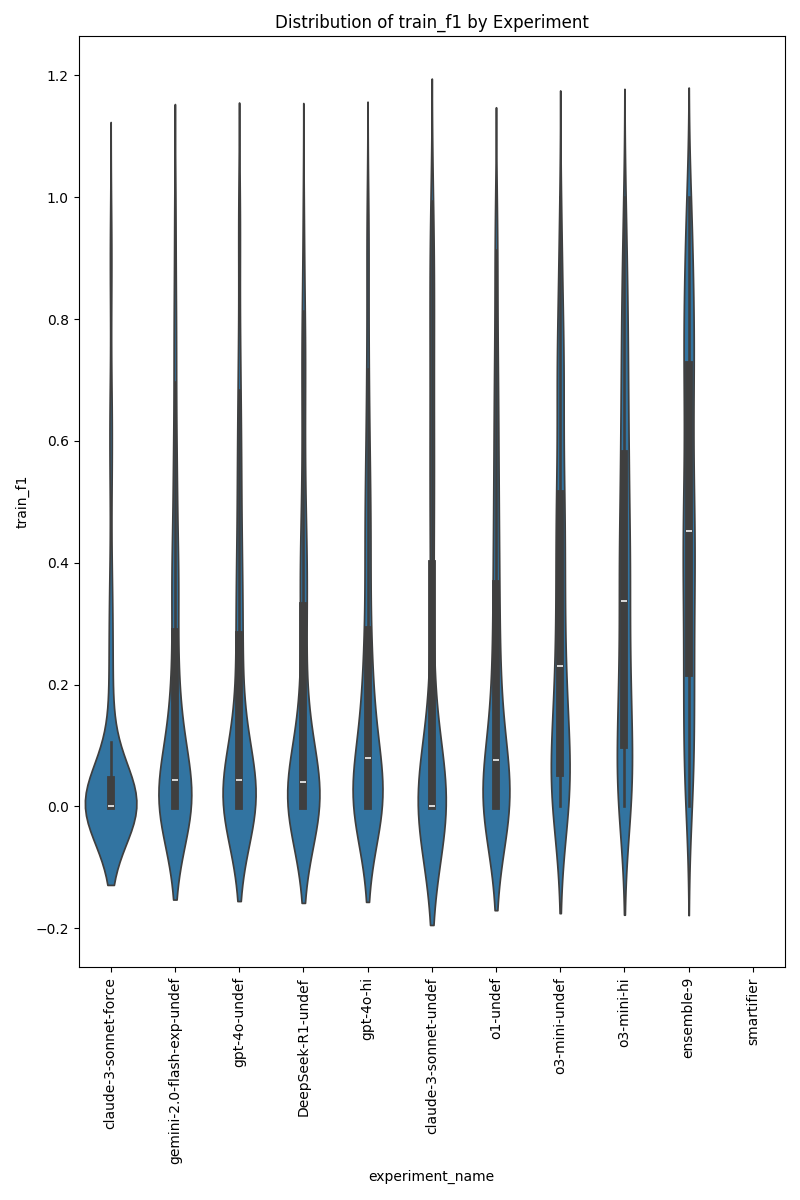 Distribution of train_f1 by Experiment
1.2
1.0
0.8
0.6
0.4
0.2
0.0
−0.2
train_f1
claude-3-sonnet-force
gemini-2.0-flash-exp-undef
gpt-4o-undef
DeepSeek-R1-undef
gpt-4o-hi
claude-3-sonnet-undef
o1-undef
o3-mini-undef
o3-mini-hi
ensemble-9
smartifier
experiment_name